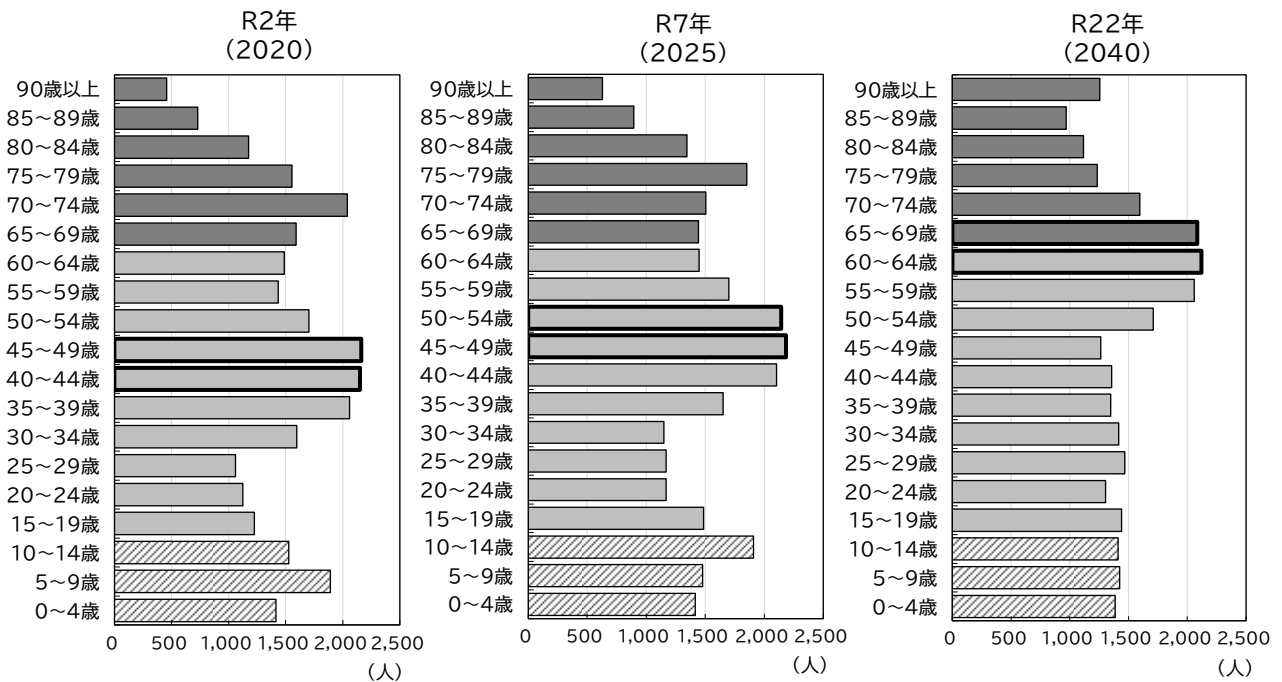 R2年
(2020)
90歳以上
85～89歳
80～84歳
75～79歳
70～74歳
65～69歳
60～64歳
55～59歳
50～54歳
45～49歳
40～44歳
35～39歳
30～34歳
25～29歳
20～24歳
15～19歳
10～14歳
5～9歳
0～4歳
0 500 1,000 1,500 2,000 2,500
(人)
R7年
(2025)
90歳以上
85～89歳
80～84歳
75～79歳
70～74歳
65～69歳
60～64歳
55～59歳
50～54歳
45～49歳
40～44歳
35～39歳
30～34歳
25～29歳
20～24歳
15～19歳
10～14歳
5～9歳
0～4歳
0 500 1,000 1,500 2,000 2,500
(人)
R22年
(2040)
90歳以上
85～89歳
80～84歳
75～79歳
70～74歳
65～69歳
60～64歳
55～59歳
50～54歳
45～49歳
40～44歳
35～39歳
30～34歳
25～29歳
20～24歳
15～19歳
10～14歳
5～9歳
0～4歳
0 500 1,000 1,500 2,000 2,500
(人)